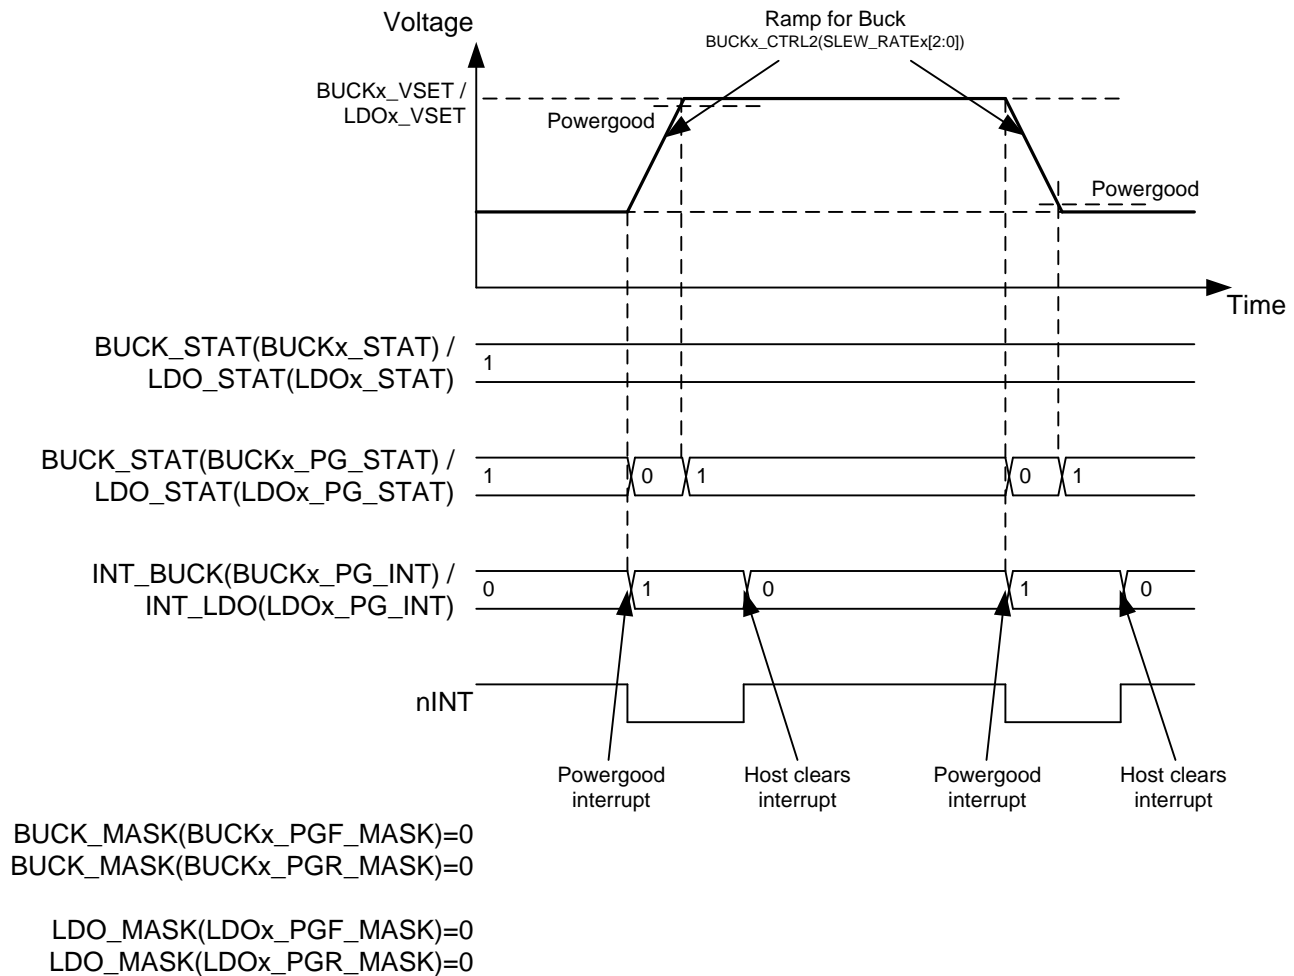 Voltage
Ramp for Buck
BUCKx_CTRL2(SLEW_RATEx[2:0])
BUCKx_VSET /
LDOx_VSET
Powergood
Powergood
Time
BUCK_STAT(BUCKx_STAT) /
LDO_STAT(LDOx_STAT)
1
BUCK_STAT(BUCKx_PG_STAT) /
LDO_STAT(LDOx_PG_STAT)
1 0 1 0 1
INT_BUCK(BUCKx_PG_INT) /
INT_LDO(LDOx_PG_INT)
0 1 0 1 0
nINT
Powergood
interrupt
Host clears
interrupt
Powergood
interrupt
Host clears
interrupt
BUCK_MASK(BUCKx_PGF_MASK)=0
BUCK_MASK(BUCKx_PGR_MASK)=0
LDO_MASK(LDOx_PGF_MASK)=0
LDO_MASK(LDOx_PGR_MASK)=0